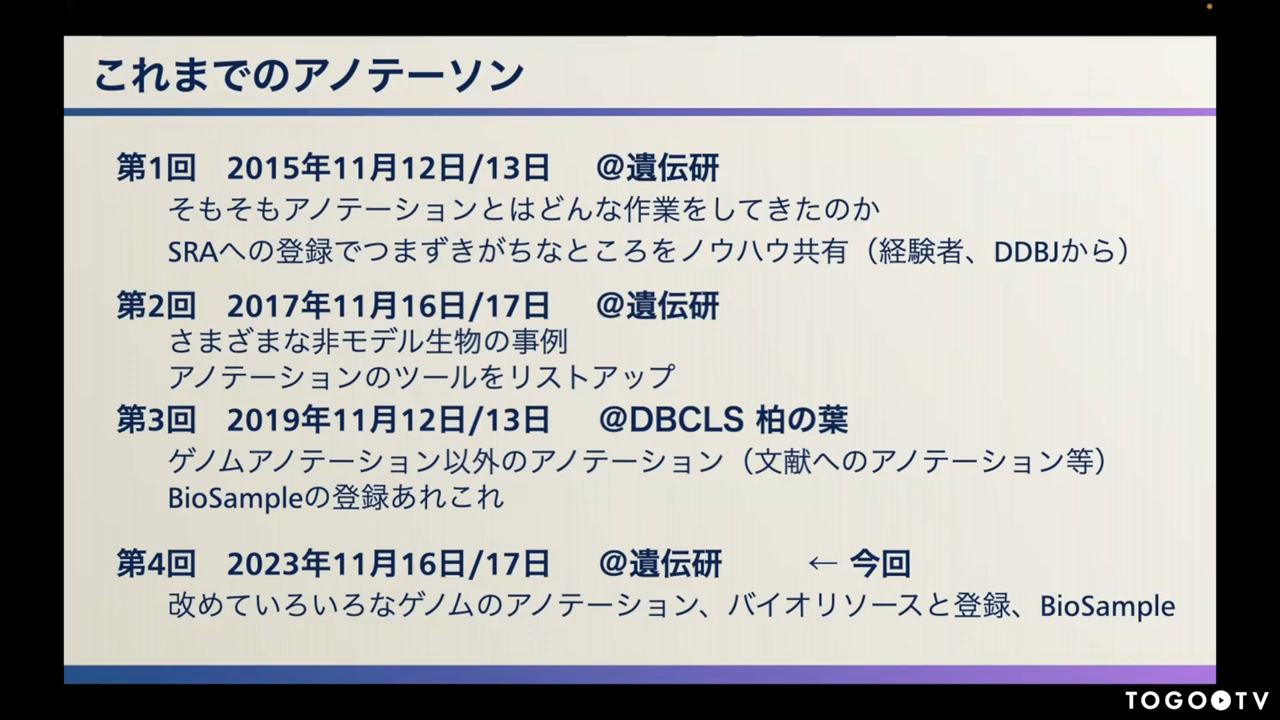 これまでのアノテーソン
第1回 2015年11月12日/13日 @遺伝研
そもそもアノテーションとはどんな作業をしてきたのか
SRAへの登録でつまずきがちなところをノウハウ共有（経験者、DDBJから）
第2回 2017年11月16日/17日 @遺伝研
さまざまな非モデル生物の事例
アノテーションのツールをリストアップ
第3回 2019年11月12日/13日 @DBCLS 柏の葉
ゲノムアノテーション以外のアノテーション（文献へのアノテーション等）
BioSampleの登録あれこれ
第4回 2023年11月16日/17日 @遺伝研 ← 今回
改めていろいろなゲノムのアノテーション、バイオリソースと登録、BioSample
TOGO TV